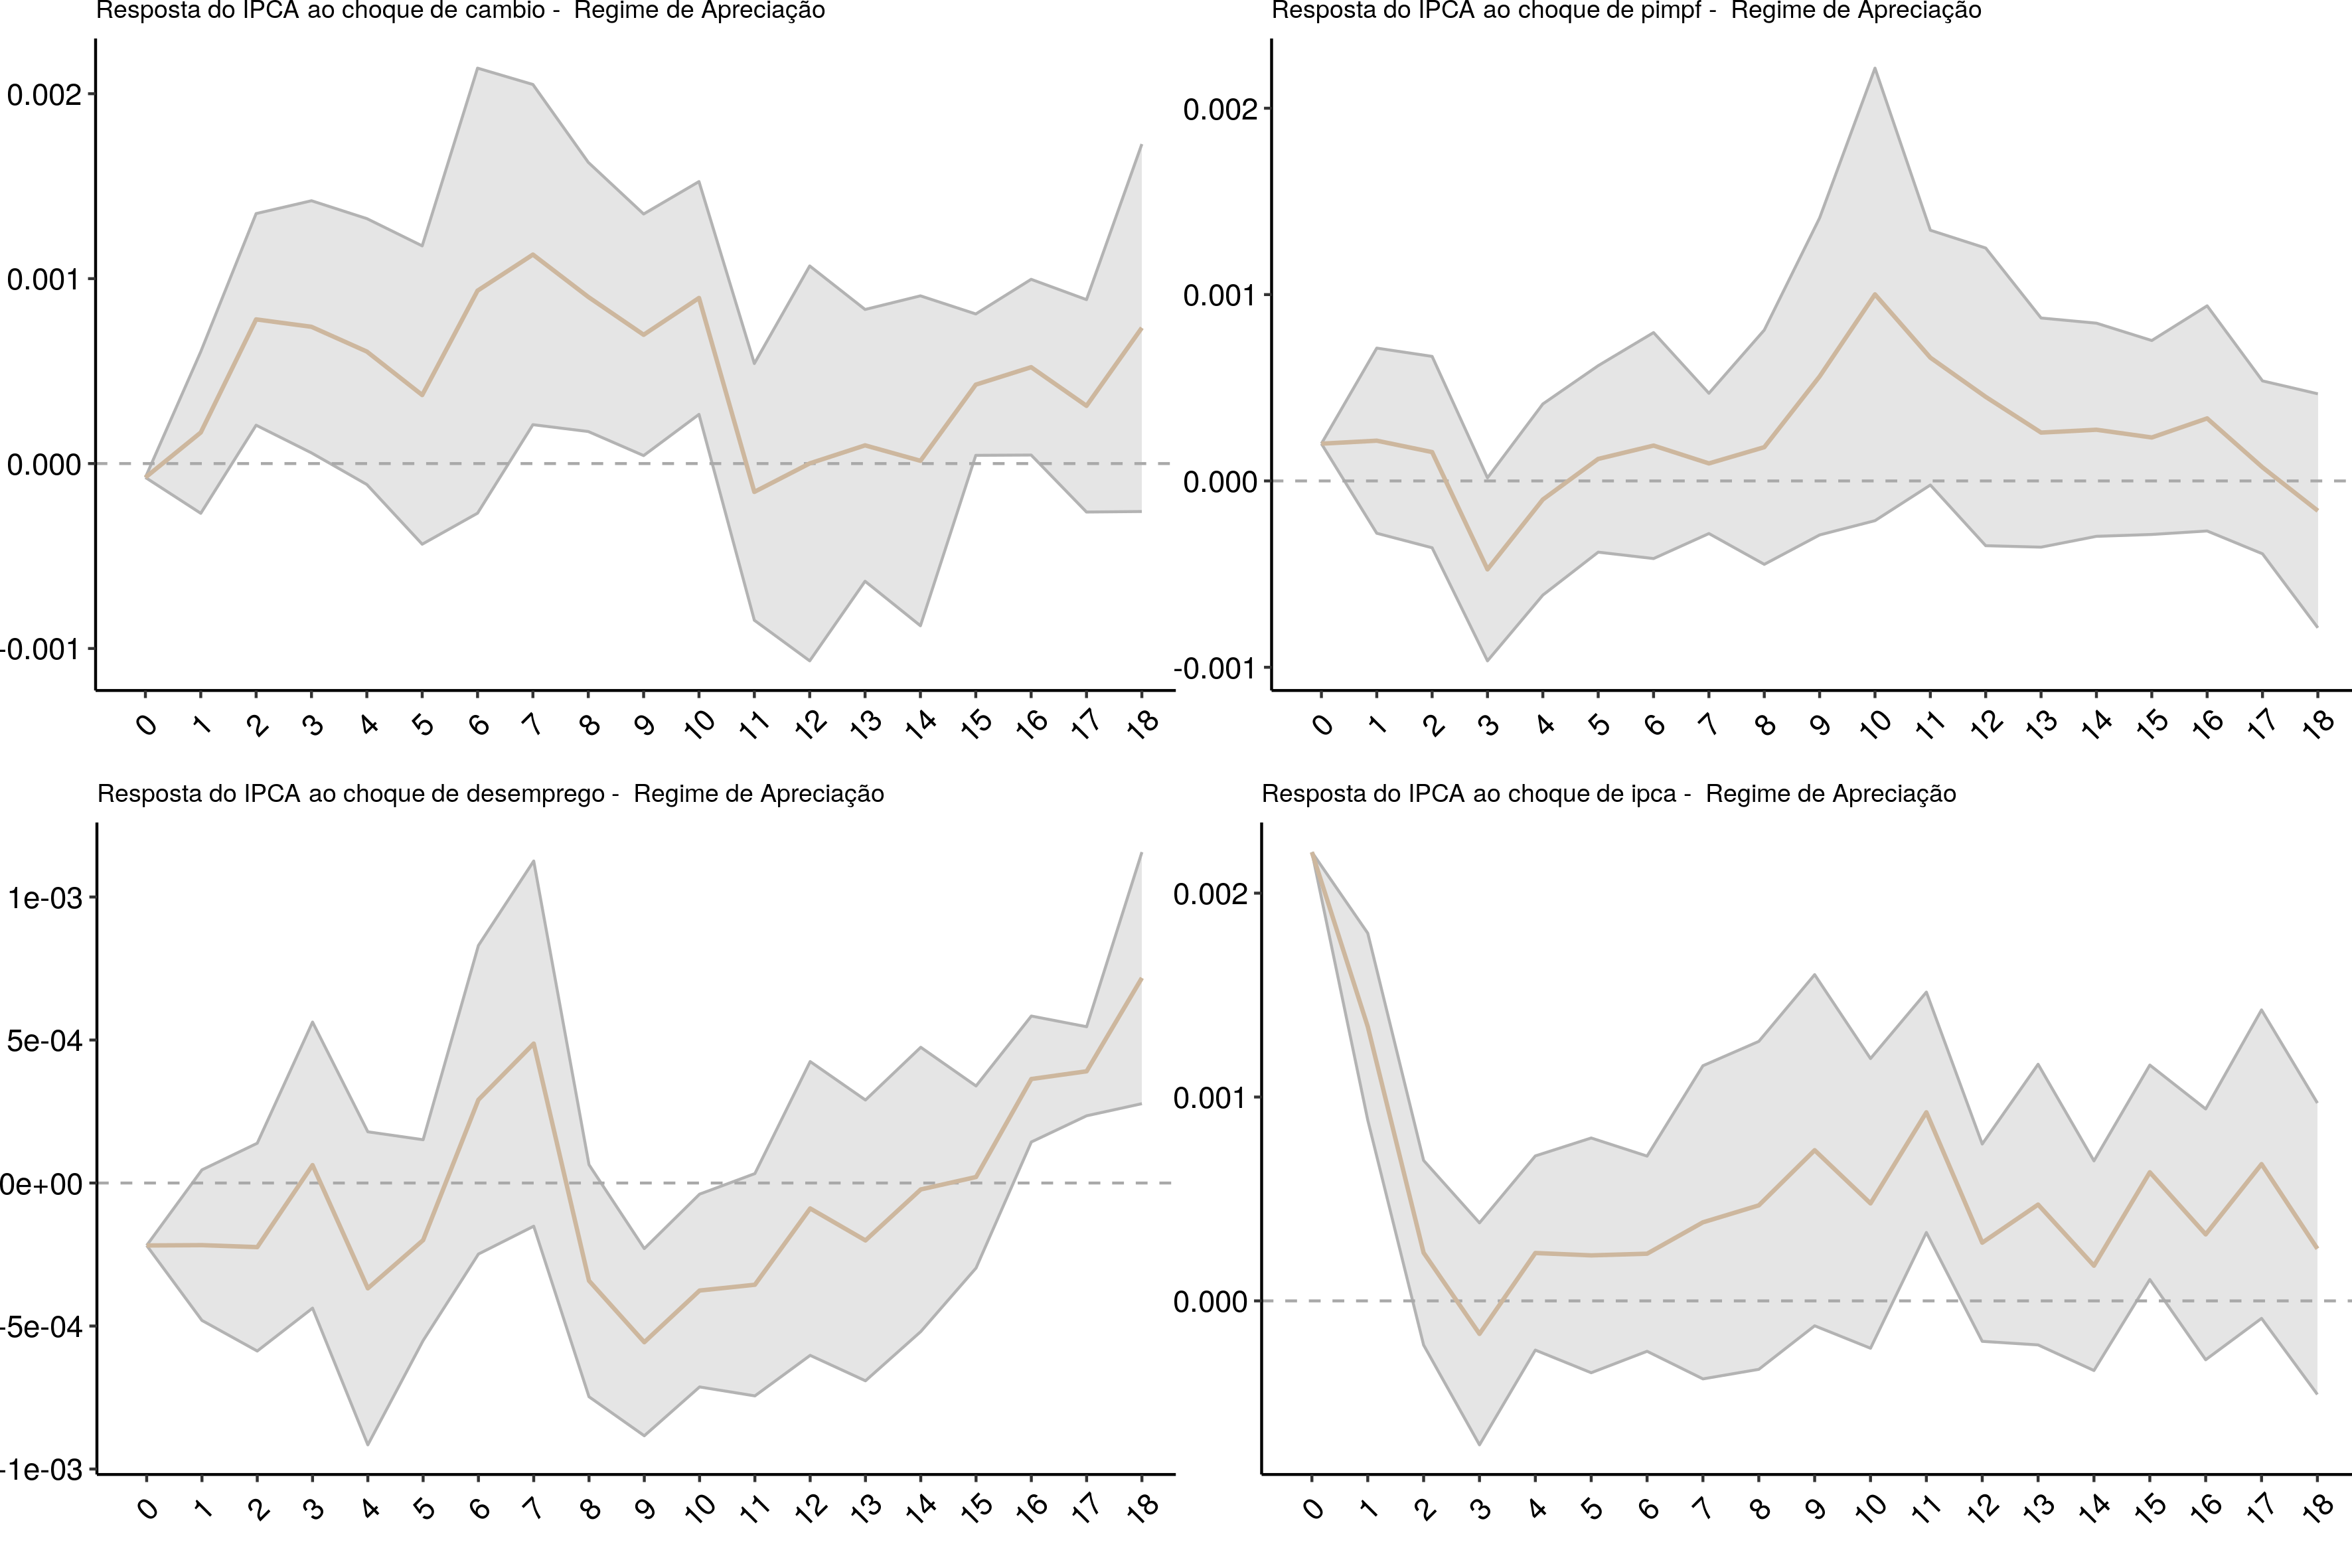 Resposta do IPCA ao choque de cambio -  Regime de Apreciação
0.002
0.001
0.000
-0.001
0 1 2 3 4 5 6 7 8 9 10 11 12 13 14 15 16 17 18
Resposta do IPCA ao choque de pimpf -  Regime de Apreciação
0.002
0.001
0.000
-0.001
0 1 2 3 4 5 6 7 8 9 10 11 12 13 14 15 16 17 18
Resposta do IPCA ao choque de desemprego -  Regime de Apreciação
1e-03
5e-04
0e+00
-5e-04
-1e-03
0 1 2 3 4 5 6 7 8 9 10 11 12 13 14 15 16 17 18
Resposta do IPCA ao choque de ipca -  Regime de Apreciação
0.002
0.001
0.000
0 1 2 3 4 5 6 7 8 9 10 11 12 13 14 15 16 17 18